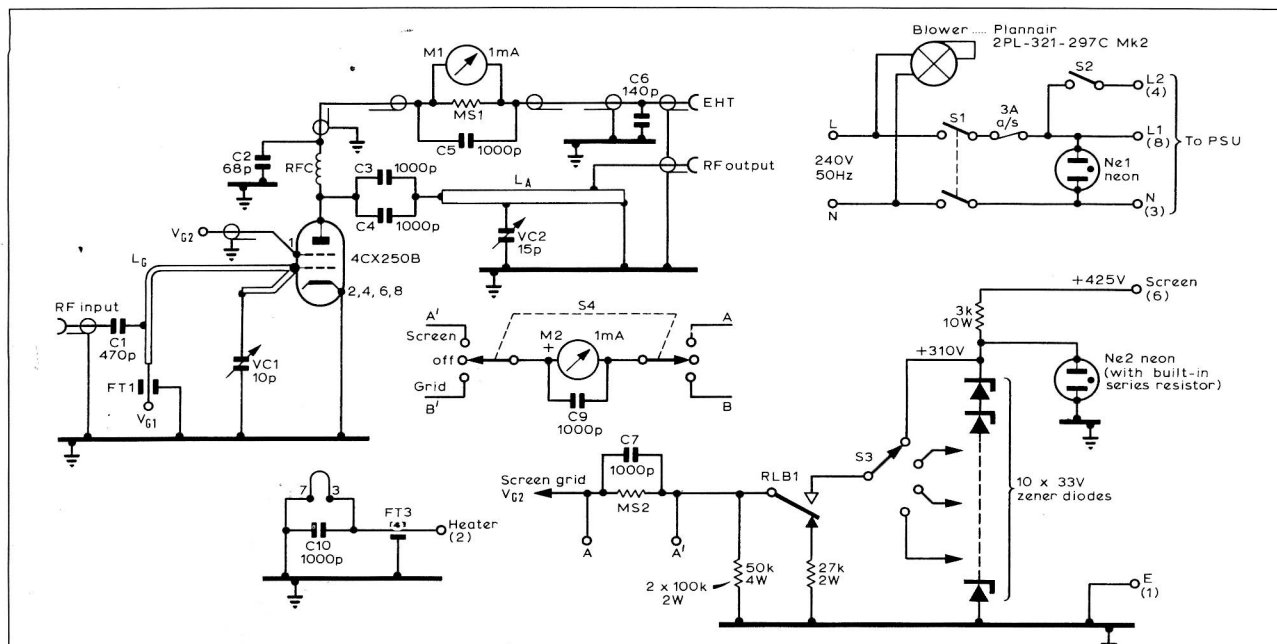 M1
1mA
MS1
C5
1000p
C6
140p
EHT
RF output
C2
68p
RFC
C3
1000p
C4
1000p
LA
VC2
15p
VG2
1
4CX250B
2,4,6,8
LG
RF input
C1
470p
VC1
10p
FT1
VG1
Blower ..... Plannair
2PL-321-297C Mk2
S2
L2
(4)
L
S1
3A
a/s
L1
(8)
To PSU
240V
50Hz
Ne1
neon
N
N
(3)
S4
A'
Screen
off
Grid
B'
M2
+
1mA
C9
1000p
A
B
+425V
Screen
(6)
3k
10W
+310V
Ne2 neon
(with built-in
series resistor)
S3
10 x 33V
zener diodes
C7
1000p
Screen grid
VG2
MS2
A
A'
RLB1
50k
4W
2 x 100k
2W
27k
2W
E
(1)
7
3
C10
1000p
FT3
Heater
(2)